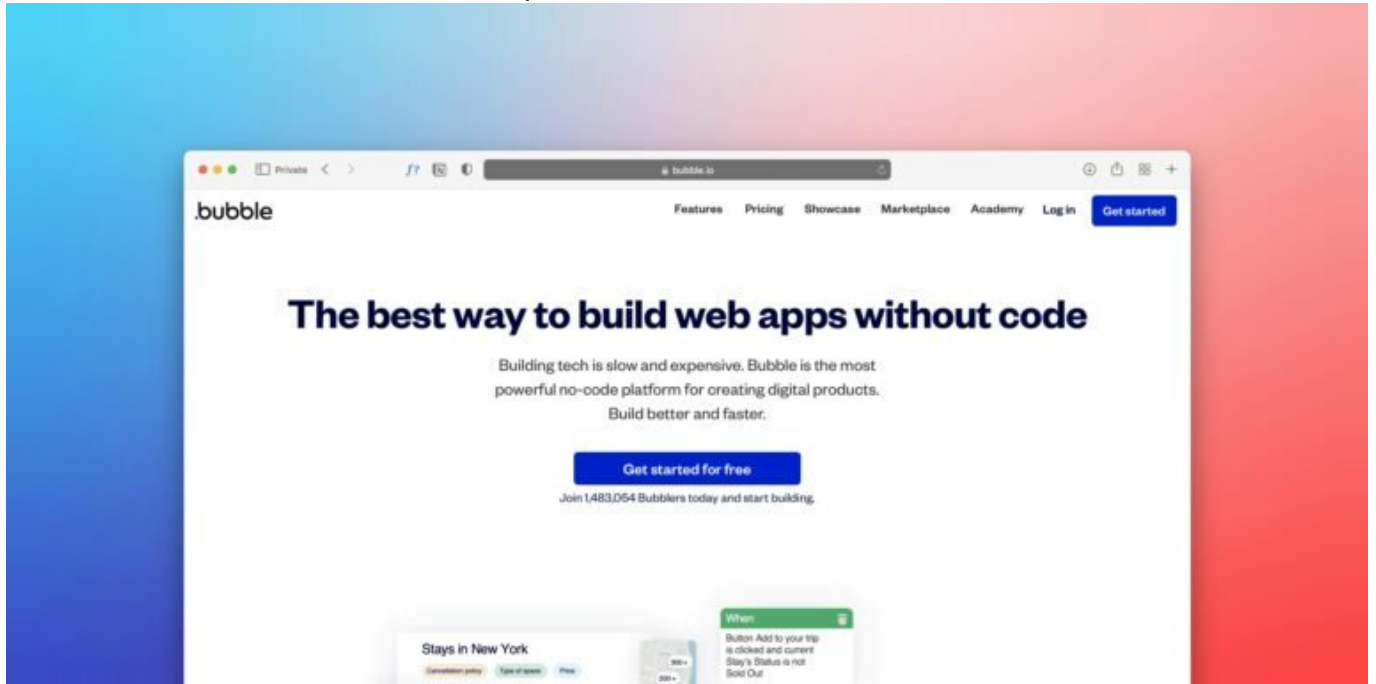 Private
bubble.io
.bubble
Features Pricing Showcase Marketplace Academy Log in Get started
The best way to build web apps without code
Building tech is slow and expensive. Bubble is the most
powerful no-code platform for creating digital products.
Build better and faster.
Get started for free
Join 1,483,054 Bubblers today and start building.
Stays in New York
Cancellation policy Type of space Price
300+
200+
When
Button Add to your trip
is clicked and current
Stay's Status is not
Sold Out